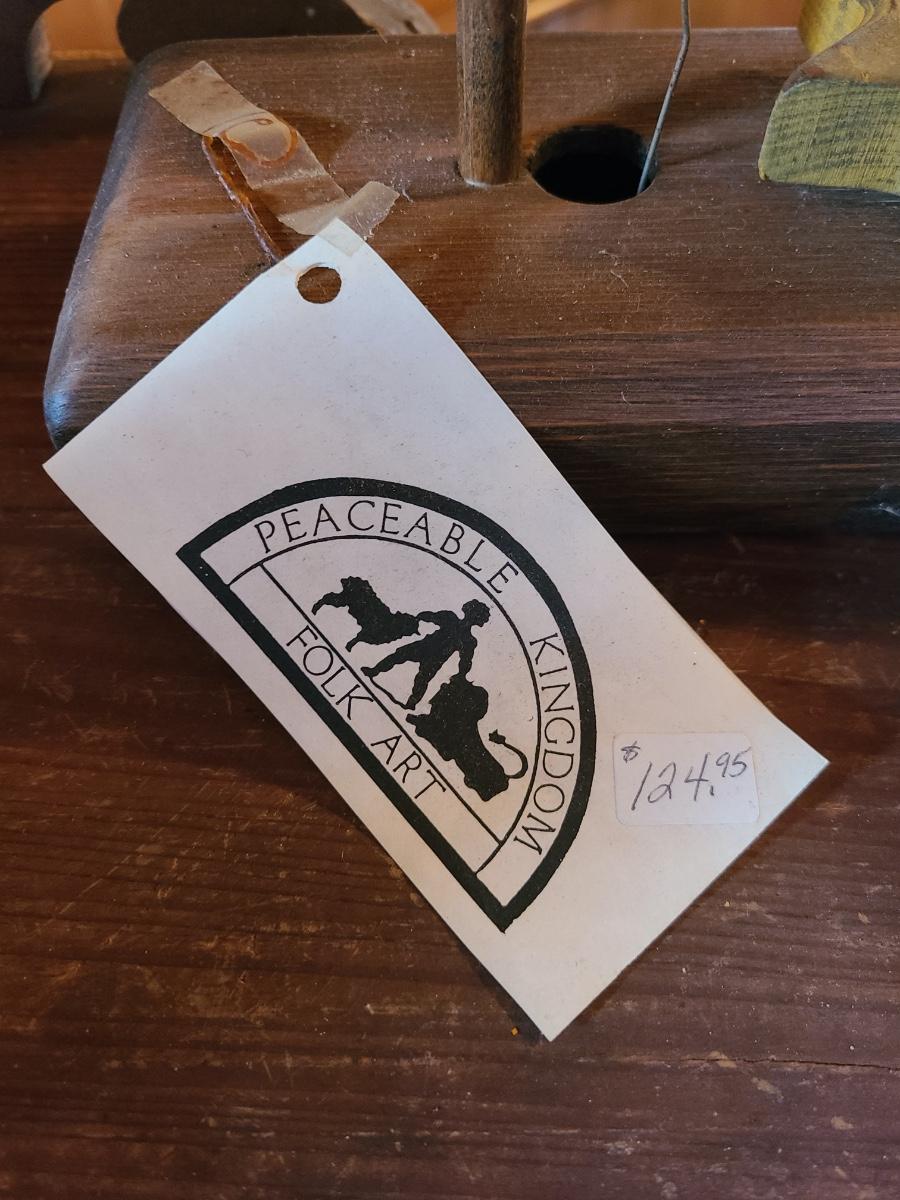 PEACEABLE KINGDOM
FOLK ART
$124.95